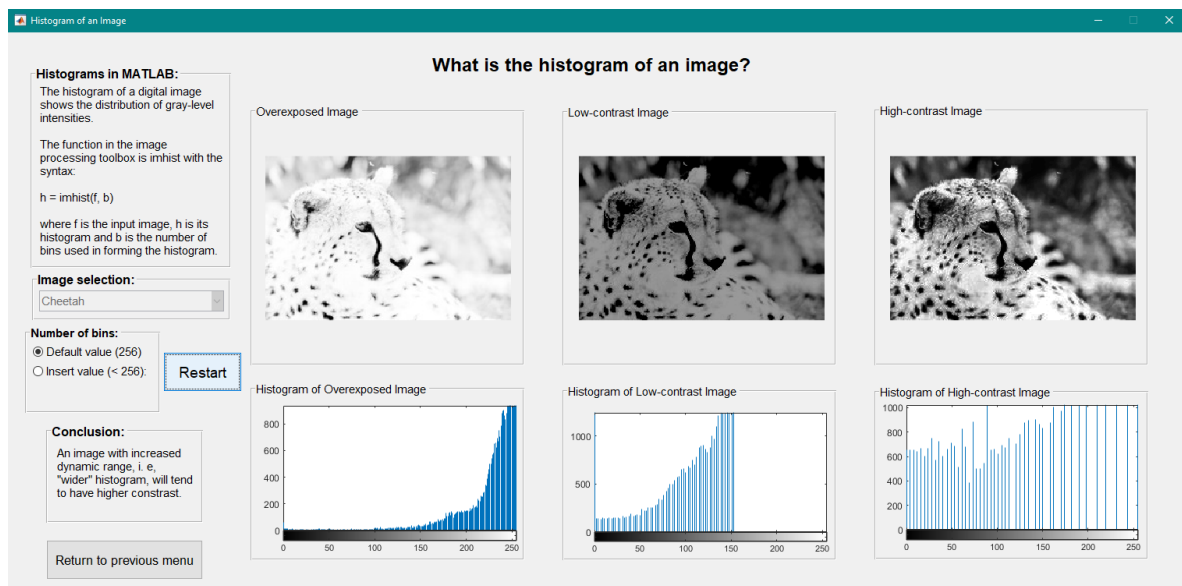 Histogram of an Image
What is the histogram of an image?
Histograms in MATLAB:
The histogram of a digital image
shows the distribution of gray-level
intensities.
The function in the image
processing toolbox is imhist with the
syntax:
h = imhist(f, b)
where f is the input image, h is its
histogram and b is the number of
bins used in forming the histogram.
Image selection:
Cheetah
Number of bins:
Default value (256)
Insert value (< 256):
Restart
Conclusion:
An image with increased
dynamic range, i. e,
"wider" histogram, will tend
to have higher constrast.
Return to previous menu
Overexposed Image
Low-contrast Image
High-contrast Image
Histogram of Overexposed Image
800
600
400
200
0
0 50 100 150 200 250
Histogram of Low-contrast Image
1000
500
0
0 50 100 150 200 250
Histogram of High-contrast Image
1000
800
600
400
200
0
0 50 100 150 200 250